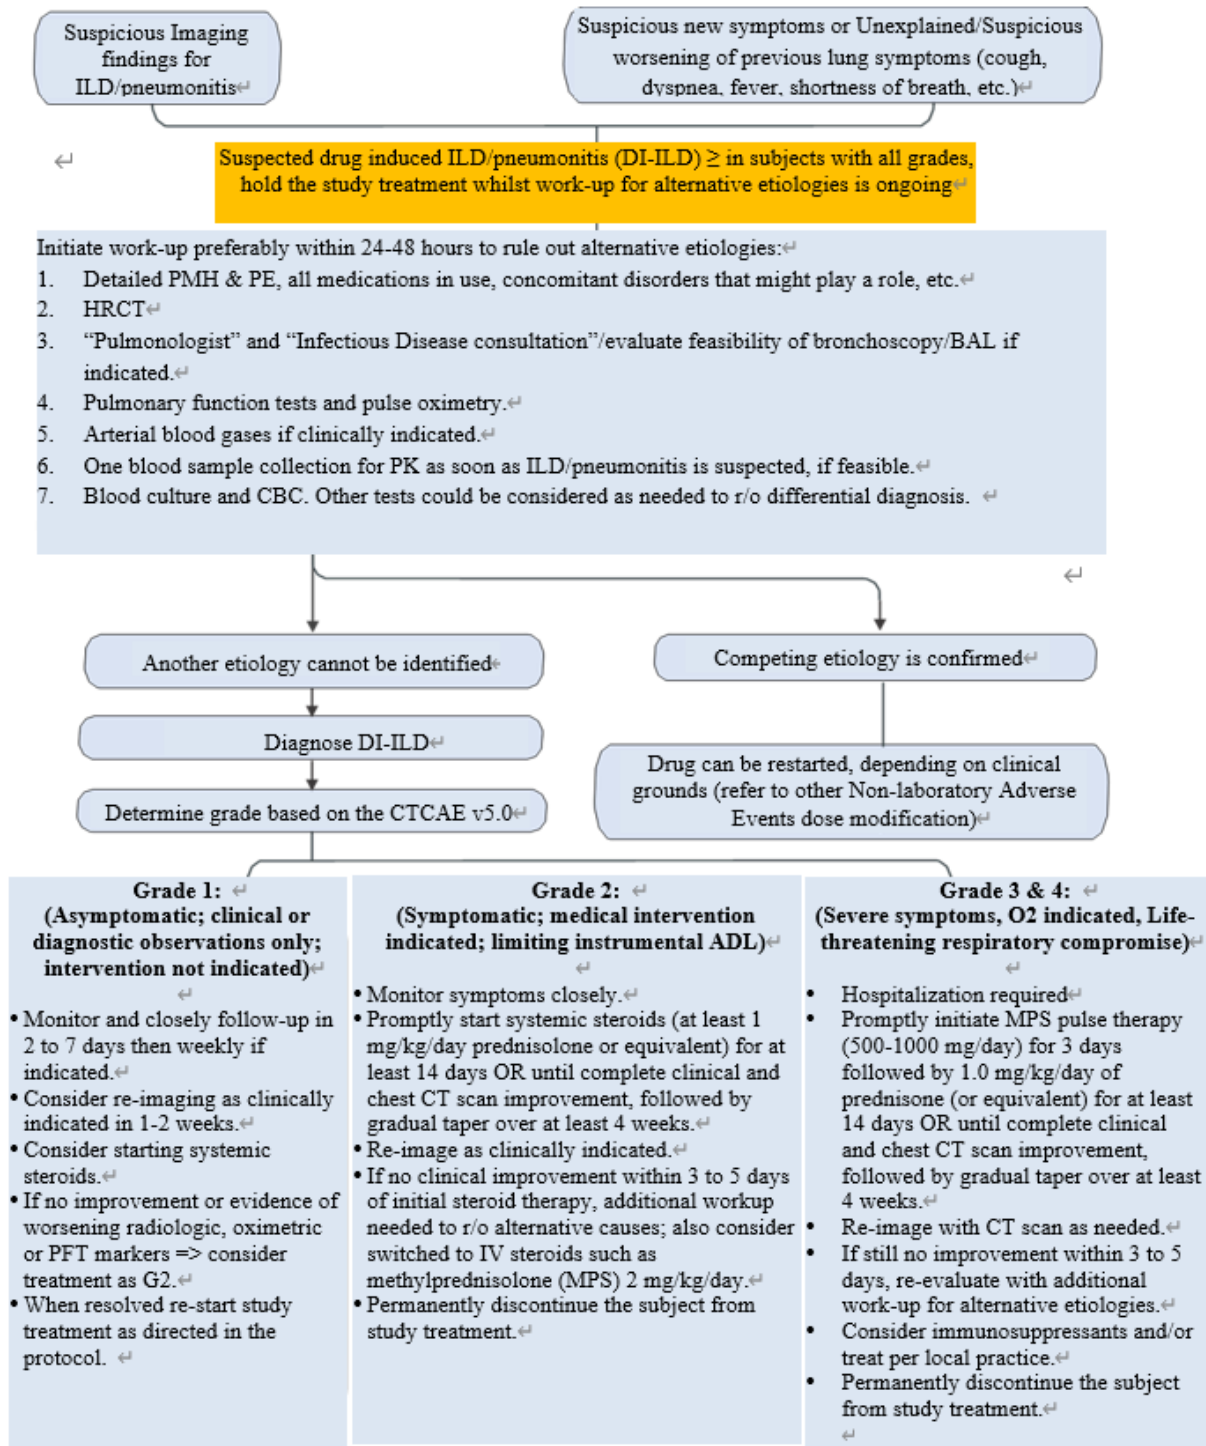 Suspicious Imaging
findings for
ILD/pneumonitis↵
Suspicious new symptoms or Unexplained/Suspicious
worsening of previous lung symptoms (cough,
dyspnea, fever, shortness of breath, etc.)↵
↵
Suspected drug induced ILD/pneumonitis (DI-ILD) ≥ in subjects with all grades,
hold the study treatment whilst work-up for alternative etiologies is ongoing↵
Initiate work-up preferably within 24-48 hours to rule out alternative etiologies:↵
1. Detailed PMH & PE, all medications in use, concomitant disorders that might play a role, etc.↵
2. HRCT↵
3. “Pulmonologist” and “Infectious Disease consultation”/evaluate feasibility of bronchoscopy/BAL if
indicated.↵
4. Pulmonary function tests and pulse oximetry.↵
5. Arterial blood gases if clinically indicated.↵
6. One blood sample collection for PK as soon as ILD/pneumonitis is suspected, if feasible.↵
7. Blood culture and CBC. Other tests could be considered as needed to r/o differential diagnosis. ↵
↵
Another etiology cannot be identified↵
Competing etiology is confirmed↵
Diagnose DI-ILD↵
Drug can be restarted, depending on clinical
grounds (refer to other Non-laboratory Adverse
Events dose modification)↵
Determine grade based on the CTCAE v5.0↵
Grade 1: ↵
(Asymptomatic; clinical or
diagnostic observations only;
intervention not indicated)↵
↵
• Monitor and closely follow-up in
2 to 7 days then weekly if
indicated.↵
• Consider re-imaging as clinically
indicated in 1-2 weeks.↵
• Consider starting systemic
steroids.↵
• If no improvement or evidence of
worsening radiologic, oximetric
or PFT markers => consider
treatment as G2.↵
• When resolved re-start study
treatment as directed in the
protocol. ↵
Grade 2: ↵
(Symptomatic; medical intervention
indicated; limiting instrumental ADL)↵
↵
• Monitor symptoms closely.↵
• Promptly start systemic steroids (at least 1
mg/kg/day prednisolone or equivalent) for at
least 14 days OR until complete clinical and
chest CT scan improvement, followed by
gradual taper over at least 4 weeks.↵
• Re-image as clinically indicated.↵
• If no clinical improvement within 3 to 5 days
of initial steroid therapy, additional workup
needed to r/o alternative causes; also consider
switched to IV steroids such as
methylprednisolone (MPS) 2 mg/kg/day.↵
• Permanently discontinue the subject from
study treatment.↵
Grade 3 & 4: ↵
(Severe symptoms, O2 indicated, Life-
threatening respiratory compromise)↵
↵
• Hospitalization required↵
• Promptly initiate MPS pulse therapy
(500-1000 mg/day) for 3 days
followed by 1.0 mg/kg/day of
prednisone (or equivalent) for at least
14 days OR until complete clinical
and chest CT scan improvement,
followed by gradual taper over at least
4 weeks.↵
• Re-image with CT scan as needed.↵
• If still no improvement within 3 to 5
days, re-evaluate with additional
work-up for alternative etiologies.↵
• Consider immunosuppressants and/or
treat per local practice.↵
• Permanently discontinue the subject
from study treatment.↵
↵